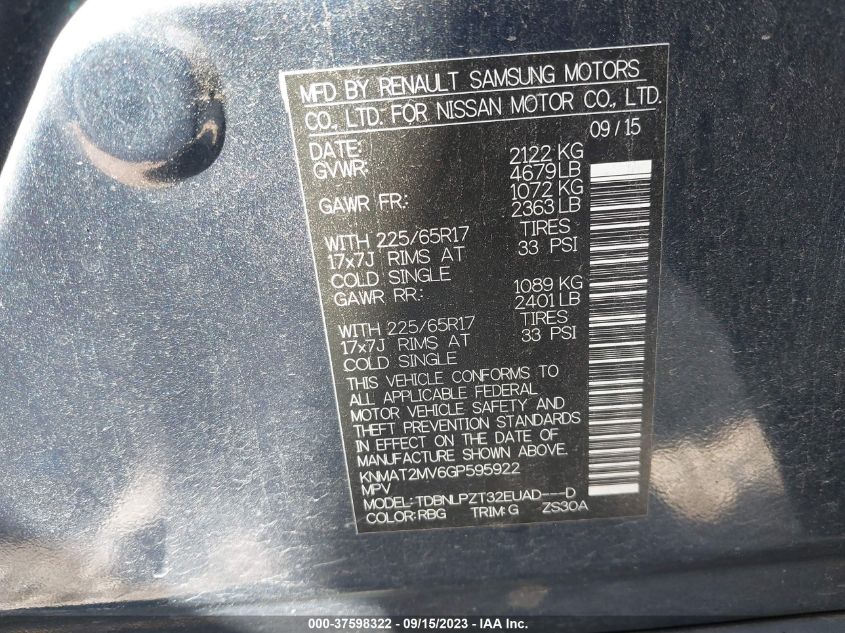 MFD BY RENAULT SAMSUNG MOTORS
CO., LTD. FOR NISSAN MOTOR CO., LTD.
DATE: 09/15
GVWR: 2122 KG
4679 LB
GAWR FR: 1072 KG
2363 LB
WITH 225/65R17 TIRES
17x7J RIMS AT 33 PSI
COLD SINGLE
GAWR RR: 1089 KG
2401 LB
WITH 225/65R17 TIRES
17x7J RIMS AT 33 PSI
COLD SINGLE
THIS VEHICLE CONFORMS TO
ALL APPLICABLE FEDERAL
MOTOR VEHICLE SAFETY AND
THEFT PREVENTION STANDARDS
IN EFFECT ON THE DATE OF
MANUFACTURE SHOWN ABOVE.
KNMAT2MV6GP595922
MPV
MODEL:TDBNLPZT32EUAD---D
COLOR:RBG TRIM:G ZS30A
000-37598322 - 09/15/2023 - IAA Inc.